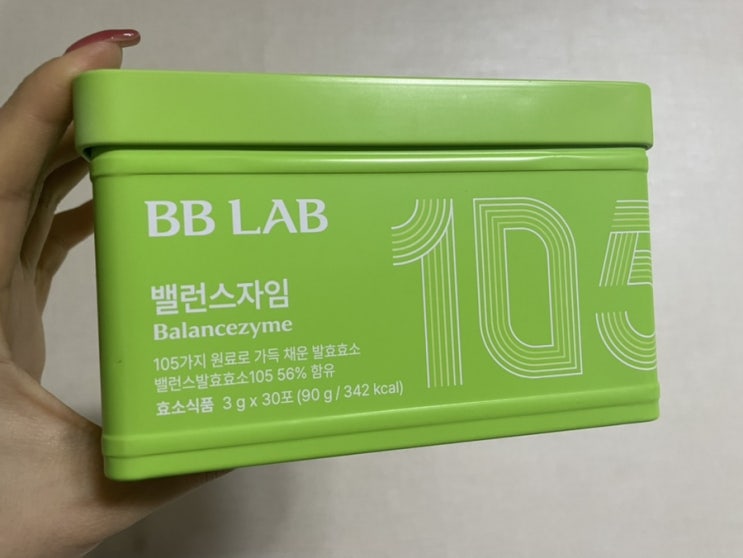 BB LAB
밸런스자임
Balancezyme
105가지 원료로 가득 채운 발효효소
밸런스발효효소105 56% 함유
효소식품 3 g x 30포 (90 g / 342 kcal)
105